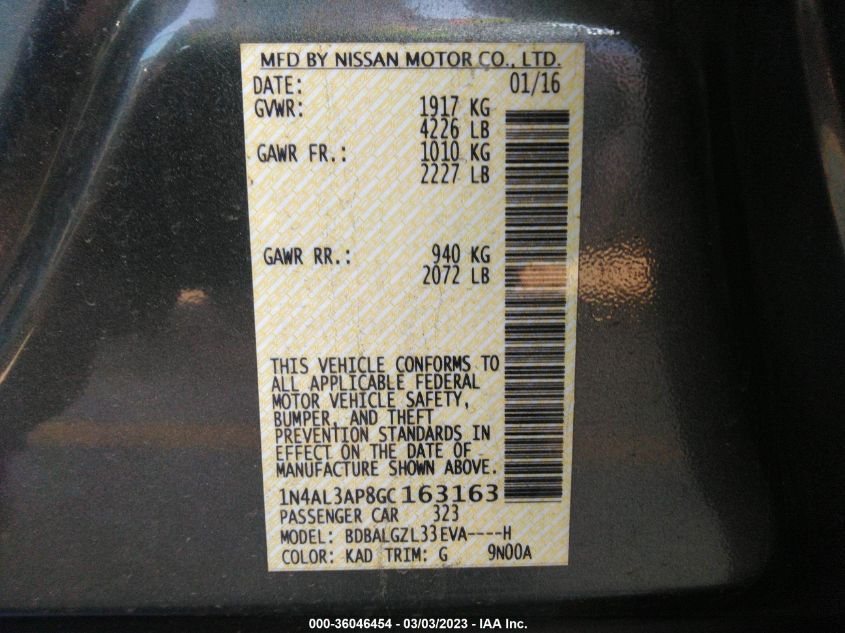 MFD BY NISSAN MOTOR CO., LTD.
DATE: 01/16
GVWR: 1917 KG
4226 LB
GAWR FR.: 1010 KG
2227 LB
GAWR RR.: 940 KG
2072 LB
THIS VEHICLE CONFORMS TO
ALL APPLICABLE FEDERAL
MOTOR VEHICLE SAFETY,
BUMPER, AND THEFT
PREVENTION STANDARDS IN
EFFECT ON THE DATE OF
MANUFACTURE SHOWN ABOVE.
1N4AL3AP8GC163163
PASSENGER CAR 323
MODEL: BDBALGZL33EVA----H
COLOR: KAD TRIM: G 9N00A
000-36046454 - 03/03/2023 - IAA Inc.